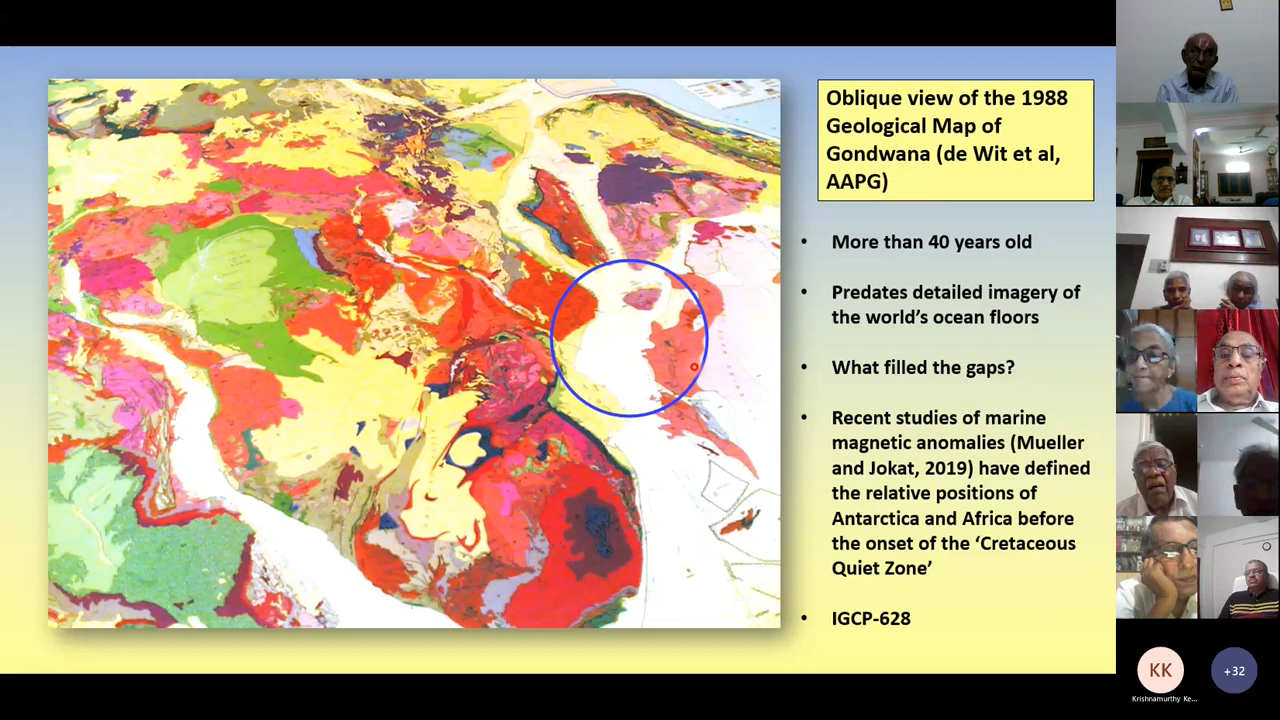 Oblique view of the 1988
Geological Map of
Gondwana (de Wit et al,
AAPG)
• More than 40 years old
• Predates detailed imagery of
the world’s ocean floors
• What filled the gaps?
• Recent studies of marine
magnetic anomalies (Mueller
and Jokat, 2019) have defined
the relative positions of
Antarctica and Africa before
the onset of the ‘Cretaceous
Quiet Zone’
• IGCP-628
KK
+32
Krishnamurthy Ke...